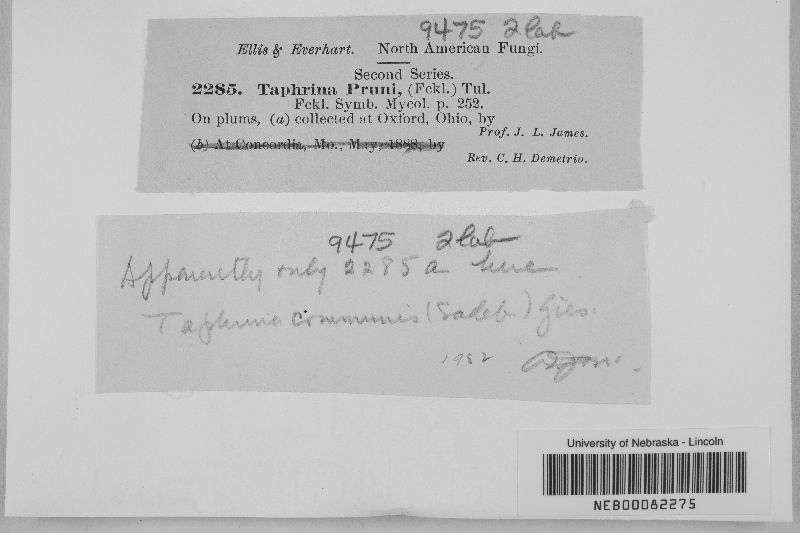 9475 2 lab
Ellis & Everhart. North American Fungi.
Second Series.
2285. Taphrina Pruni, (Fckl.) Tul.
Fckl. Symb. Mycol. p. 252.
On plums, (a) collected at Oxford, Ohio, by
Prof. J. L. James.
(b) At Concordia, Mo., May, 1888, by
Rev. C. H. Demetrio.
9475 2 lab
Apparently only 2285a here
Taphrina communis (Sadeb.) Gies.
1952
University of Nebraska - Lincoln
NEB00082275